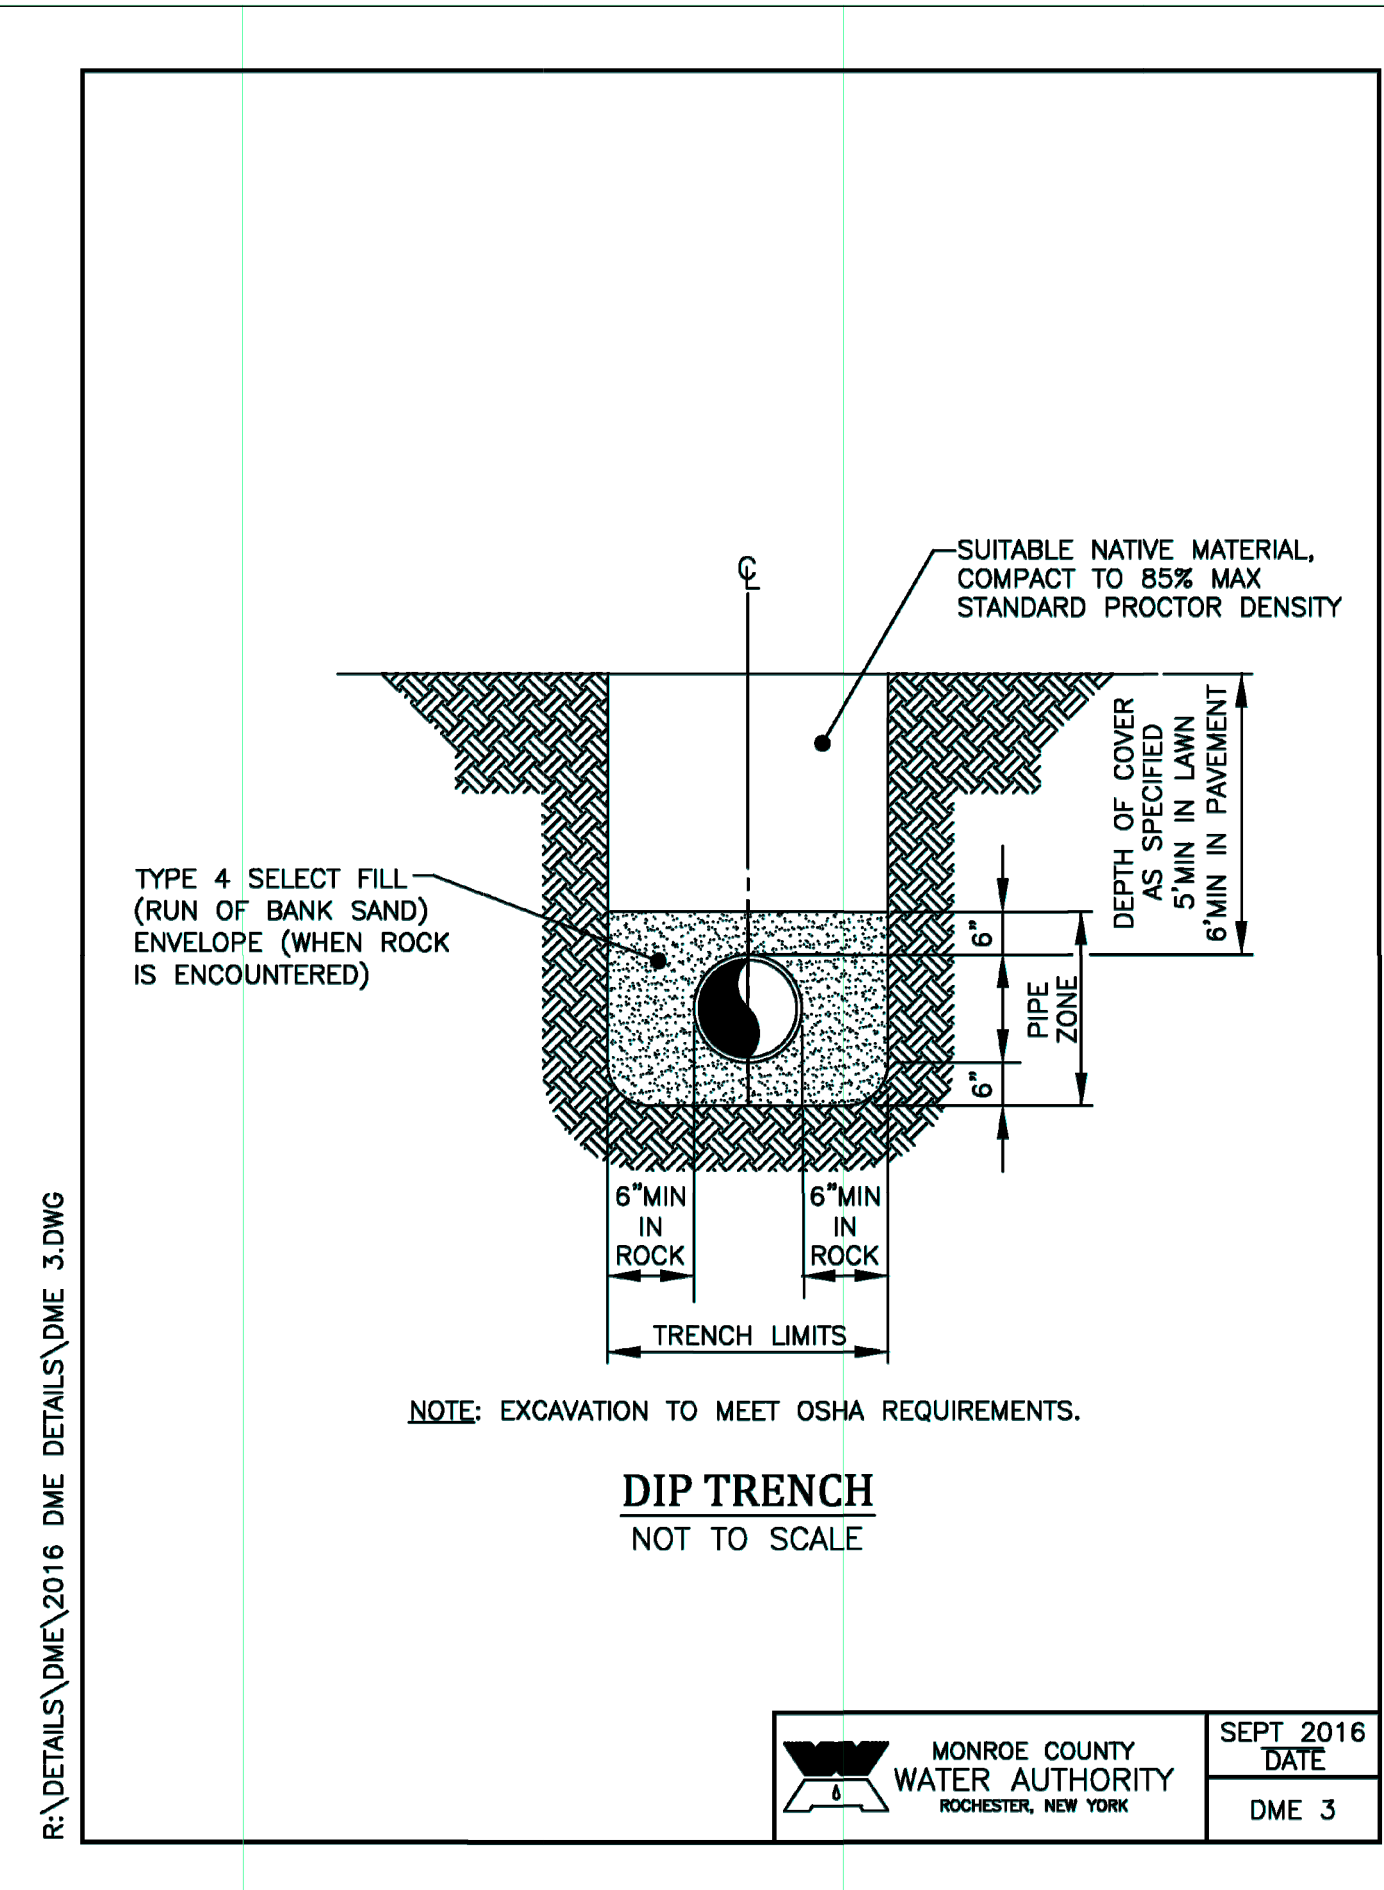 ℄
SUITABLE NATIVE MATERIAL,
COMPACT TO 85% MAX
STANDARD PROCTOR DENSITY
DEPTH OF COVER
AS SPECIFIED
5'MIN IN LAWN
6'MIN IN PAVEMENT
TYPE 4 SELECT FILL
(RUN OF BANK SAND)
ENVELOPE (WHEN ROCK
IS ENCOUNTERED)
6"
PIPE
ZONE
6"
6"MIN
IN
ROCK
6"MIN
IN
ROCK
TRENCH LIMITS
NOTE: EXCAVATION TO MEET OSHA REQUIREMENTS.
DIP TRENCH
NOT TO SCALE
R:\DETAILS\DME\2016 DME DETAILS\DME 3.DWG
MONROE COUNTY
WATER AUTHORITY
ROCHESTER, NEW YORK
SEPT 2016
DATE
DME 3